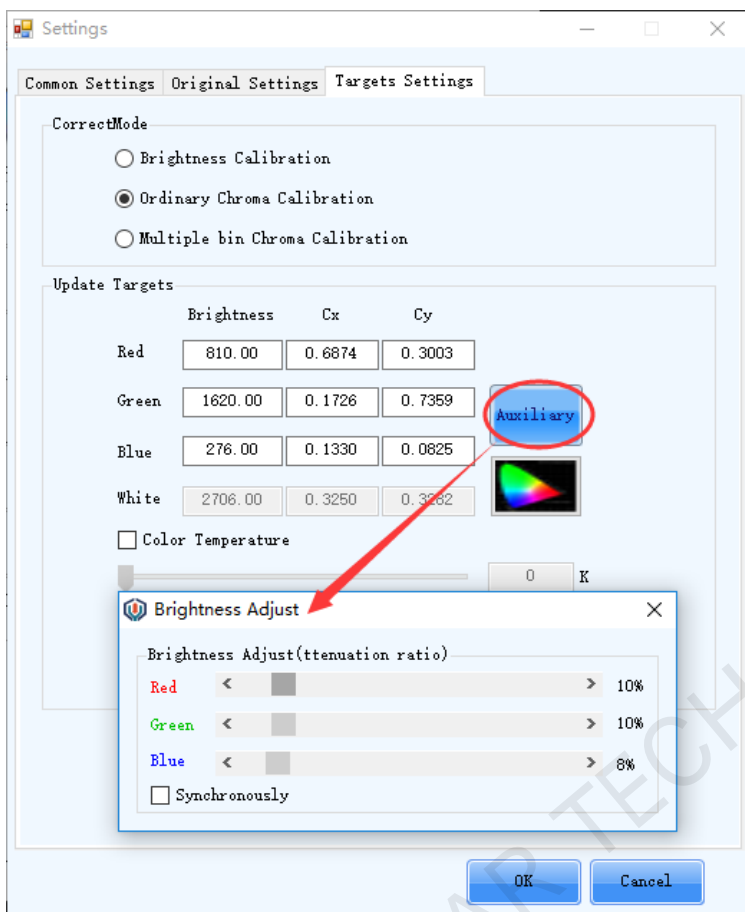 Settings
Common Settings Original Settings Targets Settings
CorrectMode
Brightness Calibration
Ordinary Chroma Calibration
Multiple bin Chroma Calibration
Update Targets
Brightness Cx Cy
Red 810.00 0.6874 0.3003
Green 1620.00 0.1726 0.7359
Auxiliary
Blue 276.00 0.1330 0.0825
White 2706.00 0.3250 0.3282
Color Temperature
0 K
Brightness Adjust
Brightness Adjust(ttenuation ratio)
Red 10%
Green 10%
Blue 8%
Synchronously
OK Cancel